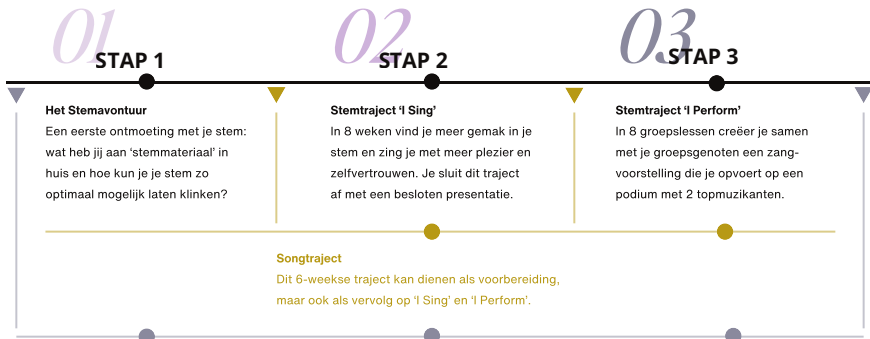 01
STAP 1
02
STAP 2
03
STAP 3
Het Stemavontuur
Een eerste ontmoeting met je stem:
wat heb jij aan ‘stemmateriaal’ in
huis en hoe kun je je stem zo
optimaal mogelijk laten klinken?
Stemtraject ‘I Sing’
In 8 weken vind je meer gemak in je
stem en zing je met meer plezier en
zelfvertrouwen. Je sluit dit traject
af met een besloten presentatie.
Stemtraject ‘I Perform’
In 8 groepslessen creëer je samen
met je groepsgenoten een zang-
voorstelling die je opvoert op een
podium met 2 topmuzikanten.
Songtraject
Dit 6-weekse traject kan dienen als voorbereiding,
maar ook als vervolg op ‘I Sing’ en ‘I Perform’.